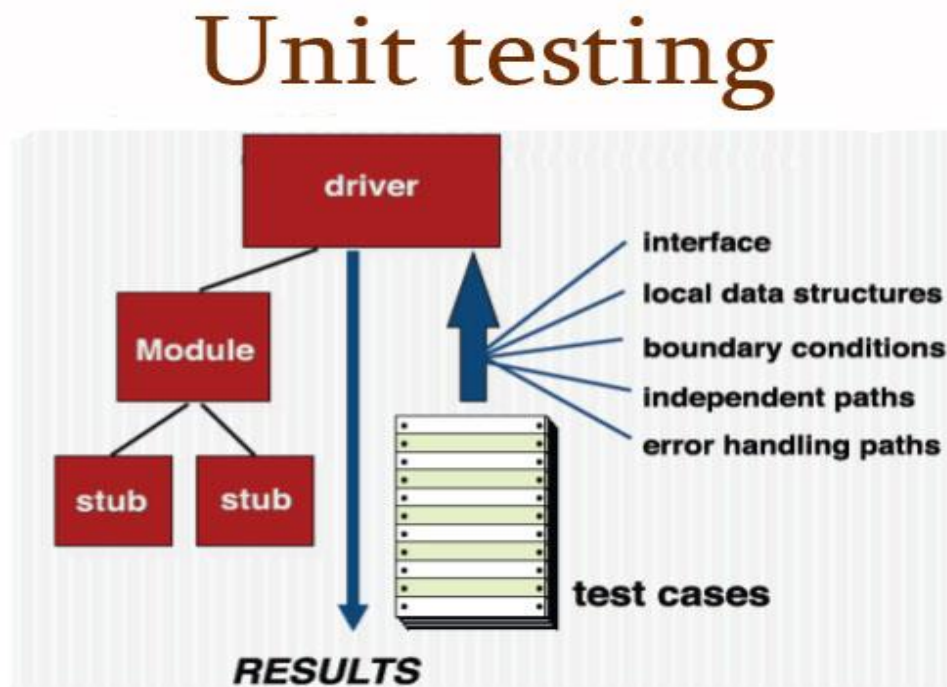 Unit testing
driver
Module
stub
stub
interface
local data structures
boundary conditions
independent paths
error handling paths
test cases
RESULTS